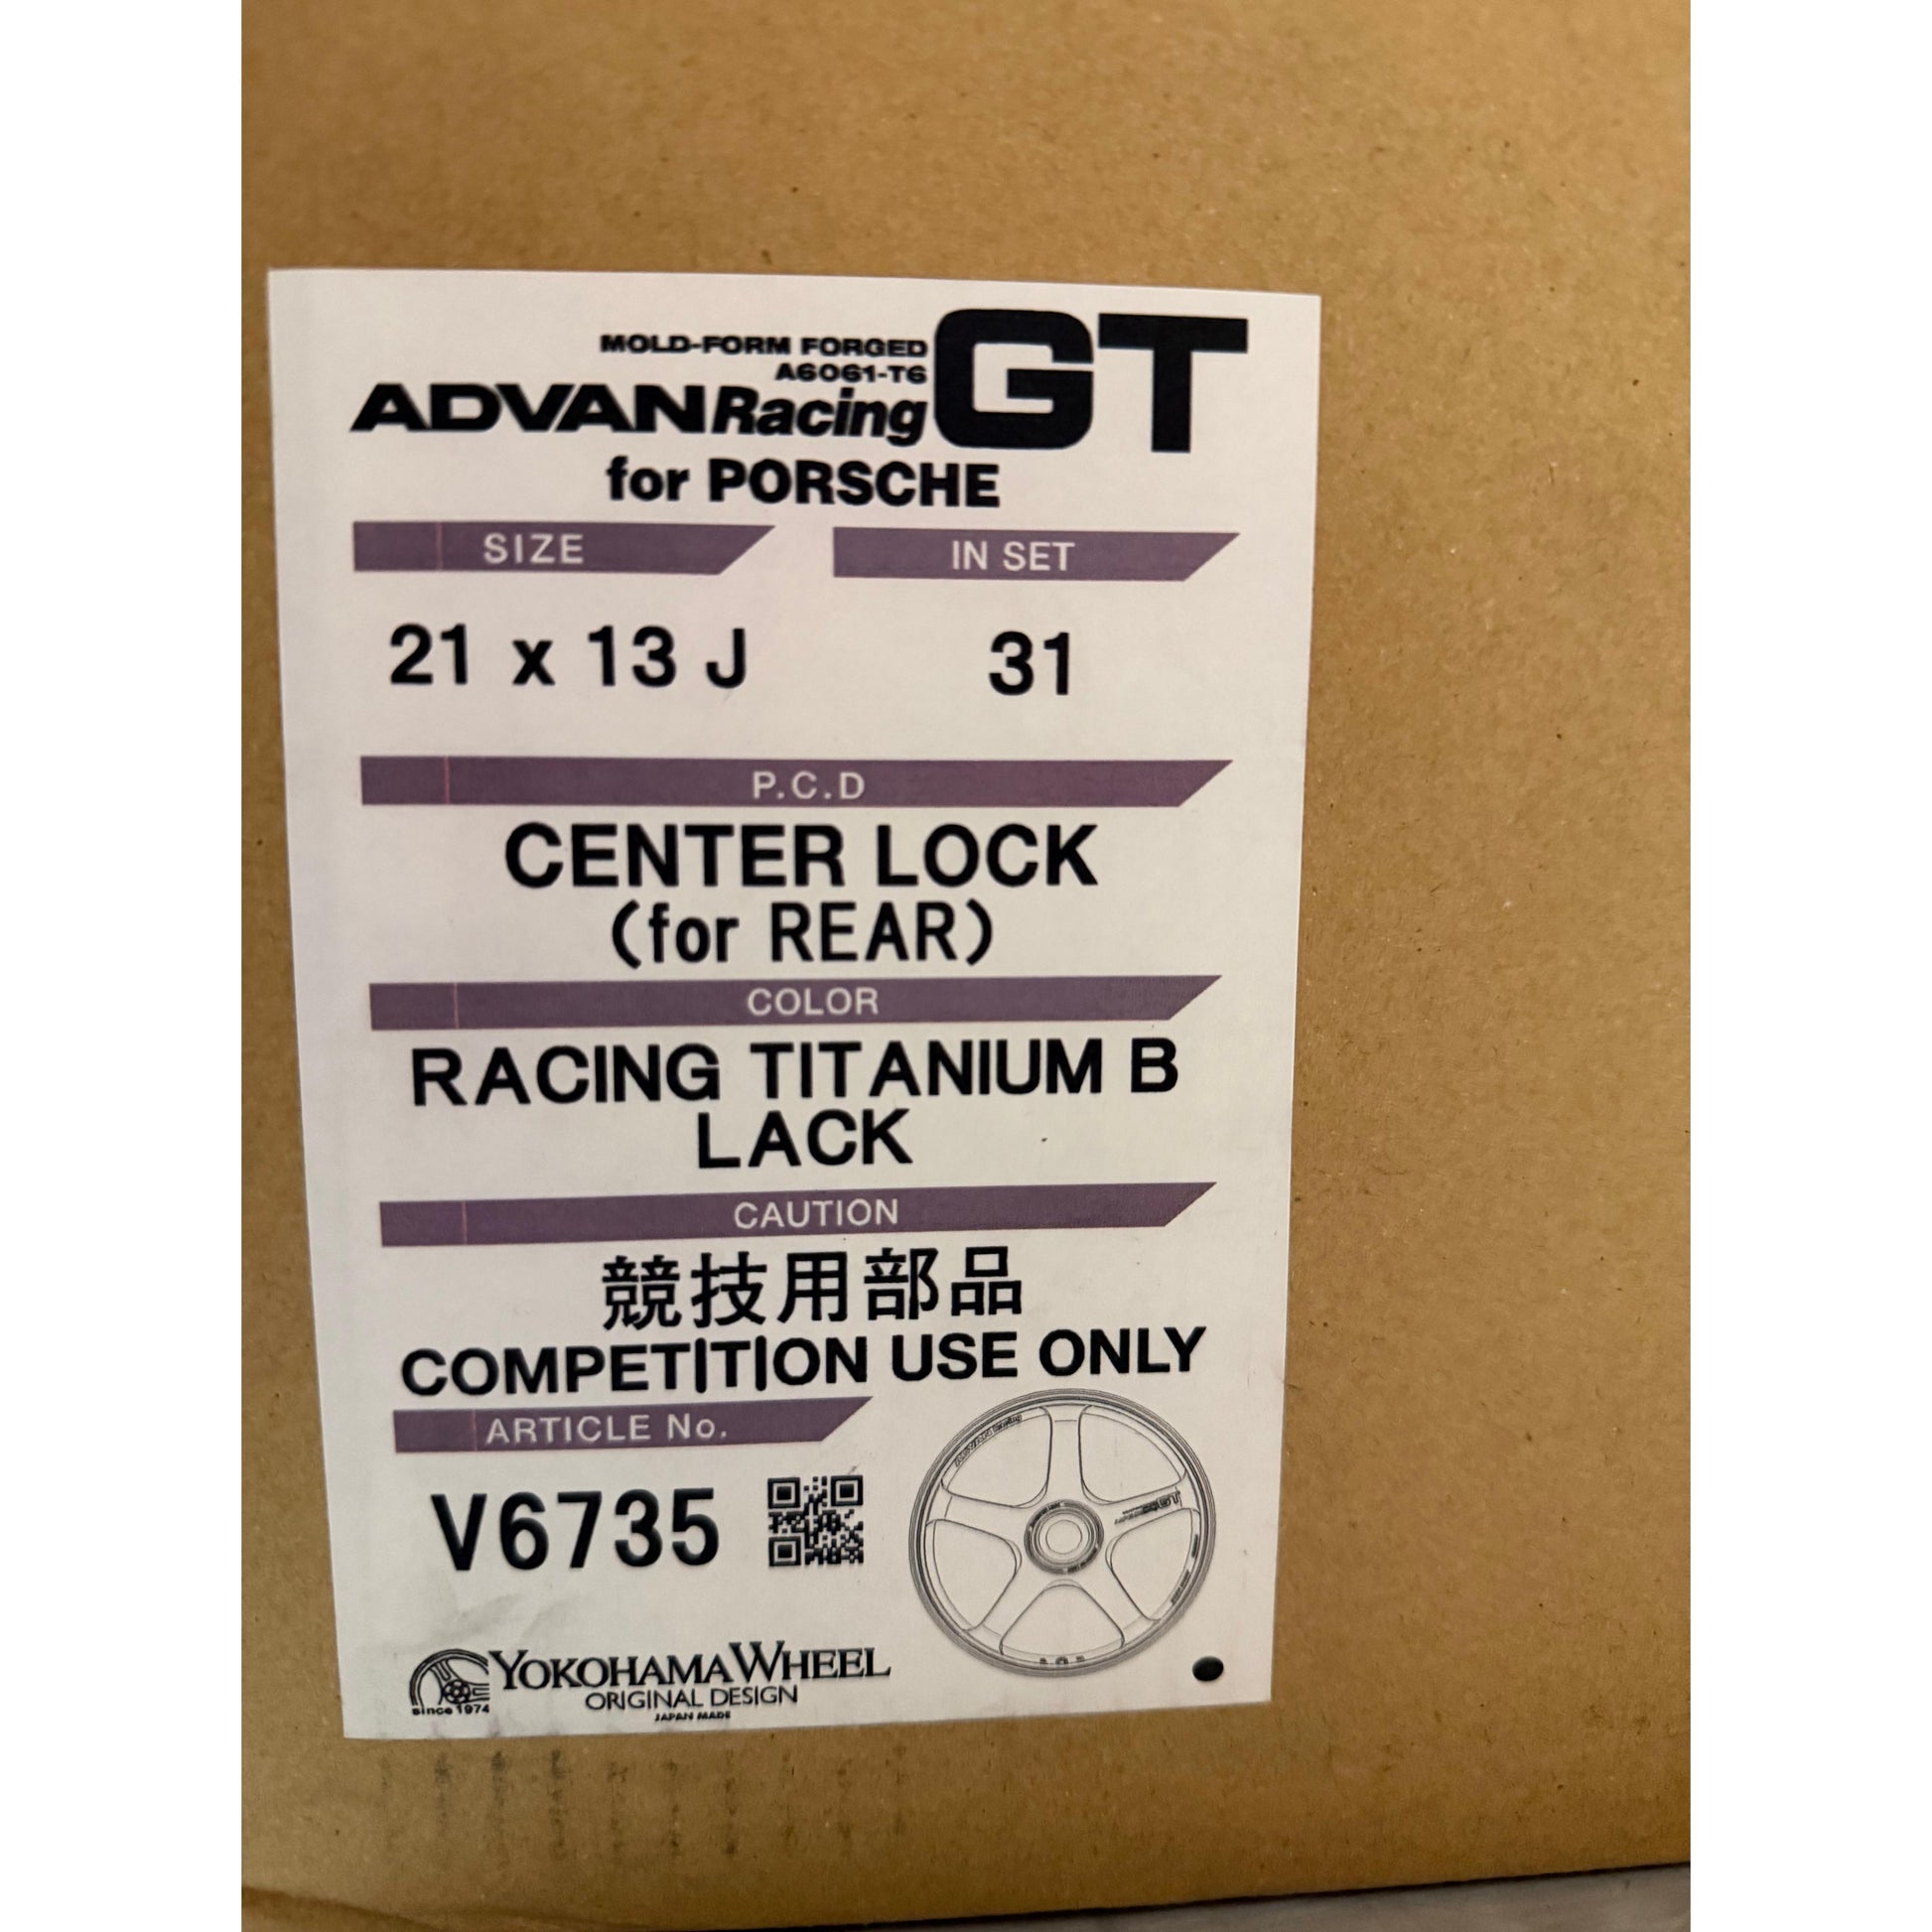 MOLD-FORM FORGED
A6061-T6
ADVAN Racing GT
for PORSCHE
SIZE IN SET
21 x 13 J 31
P.C.D
CENTER LOCK
(for REAR)
COLOR
RACING TITANIUM B
LACK
CAUTION
競技用部品
COMPETITION USE ONLY
ARTICLE No.
V6735
YOKOHAMA WHEEL
ORIGINAL DESIGN
since 1974
JAPAN MADE